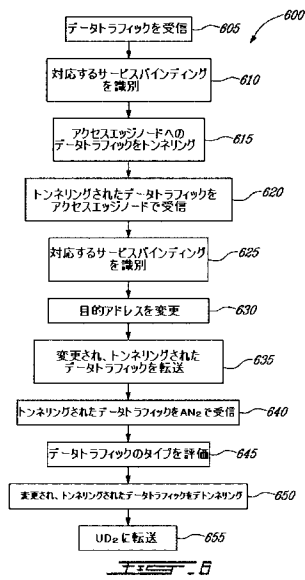 600
データトラフィックを受信
605
対応するサービスバインディング
を識別
610
アクセスエッジノードへの
データトラフィックをトンネリング
615
トンネリングされたデータトラフィックを
アクセスエッジノードで受信
620
対応するサービスバインディング
を識別
625
目的アドレスを変更
630
変更され、トンネリングされた
データトラフィックを転送
635
トンネリングされたデータトラフィックをAN2で受信
640
データトラフィックのタイプを評価
645
変更され、トンネリングされたデータトラフィックをデトンネリング
650
UD2に転送
655
FIG. 6